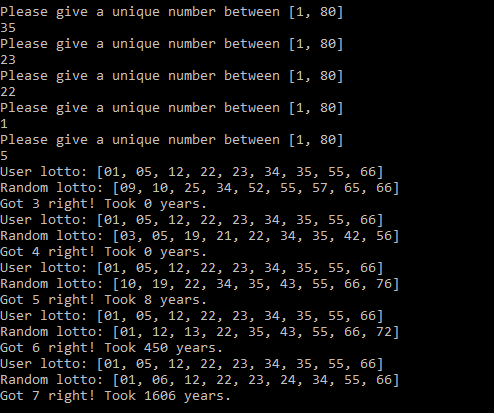 Please give a unique number between [1, 80]
35
Please give a unique number between [1, 80]
23
Please give a unique number between [1, 80]
22
Please give a unique number between [1, 80]
1
Please give a unique number between [1, 80]
5
User lotto: [01, 05, 12, 22, 23, 34, 35, 55, 66]
Random lotto: [09, 10, 25, 34, 52, 55, 57, 65, 66]
Got 3 right! Took 0 years.
User lotto: [01, 05, 12, 22, 23, 34, 35, 55, 66]
Random lotto: [03, 05, 19, 21, 22, 34, 35, 42, 56]
Got 4 right! Took 0 years.
User lotto: [01, 05, 12, 22, 23, 34, 35, 55, 66]
Random lotto: [10, 19, 22, 34, 35, 43, 55, 66, 76]
Got 5 right! Took 8 years.
User lotto: [01, 05, 12, 22, 23, 34, 35, 55, 66]
Random lotto: [01, 12, 13, 22, 35, 43, 55, 66, 72]
Got 6 right! Took 450 years.
User lotto: [01, 05, 12, 22, 23, 34, 35, 55, 66]
Random lotto: [01, 06, 12, 22, 23, 24, 34, 55, 66]
Got 7 right! Took 1606 years.